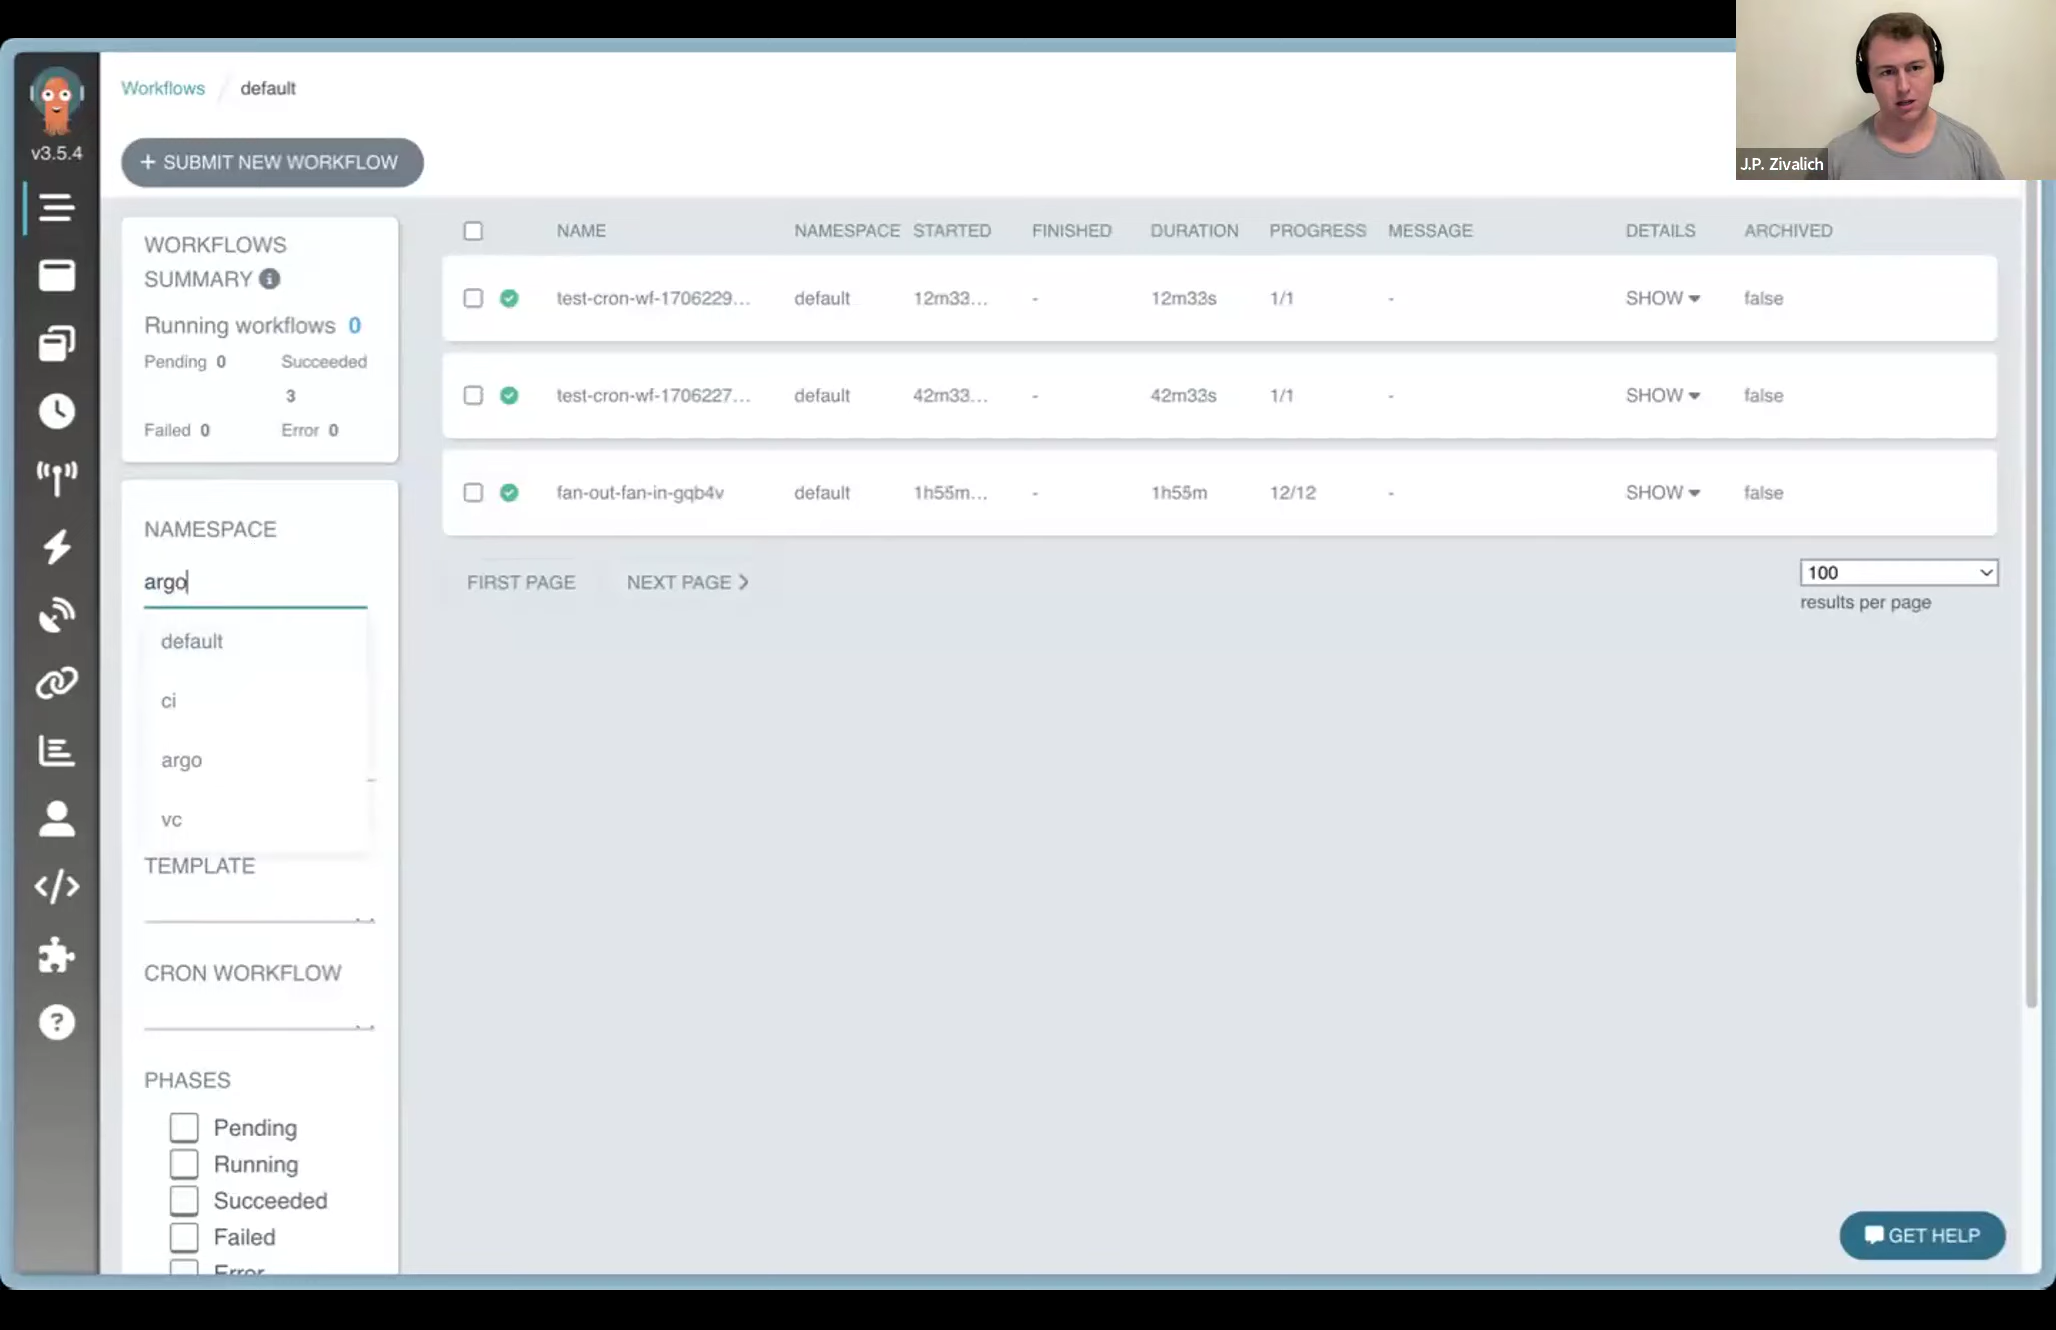 J.P. Zivalich
v3.5.4
Workflows / default
+ SUBMIT NEW WORKFLOW
WORKFLOWS
SUMMARY
Running workflows 0
Pending 0 Succeeded
3
Failed 0 Error 0
NAMESPACE
argo
default
ci
argo
vc
TEMPLATE
CRON WORKFLOW
PHASES
Pending
Running
Succeeded
Failed
Error
NAME NAMESPACE STARTED FINISHED DURATION PROGRESS MESSAGE DETAILS ARCHIVED
test-cron-wf-1706229... default 12m33... - 12m33s 1/1 - SHOW false
test-cron-wf-1706227... default 42m33... - 42m33s 1/1 - SHOW false
fan-out-fan-in-gqb4v default 1h55m... - 1h55m 12/12 - SHOW false
FIRST PAGE NEXT PAGE
100
results per page
GET HELP